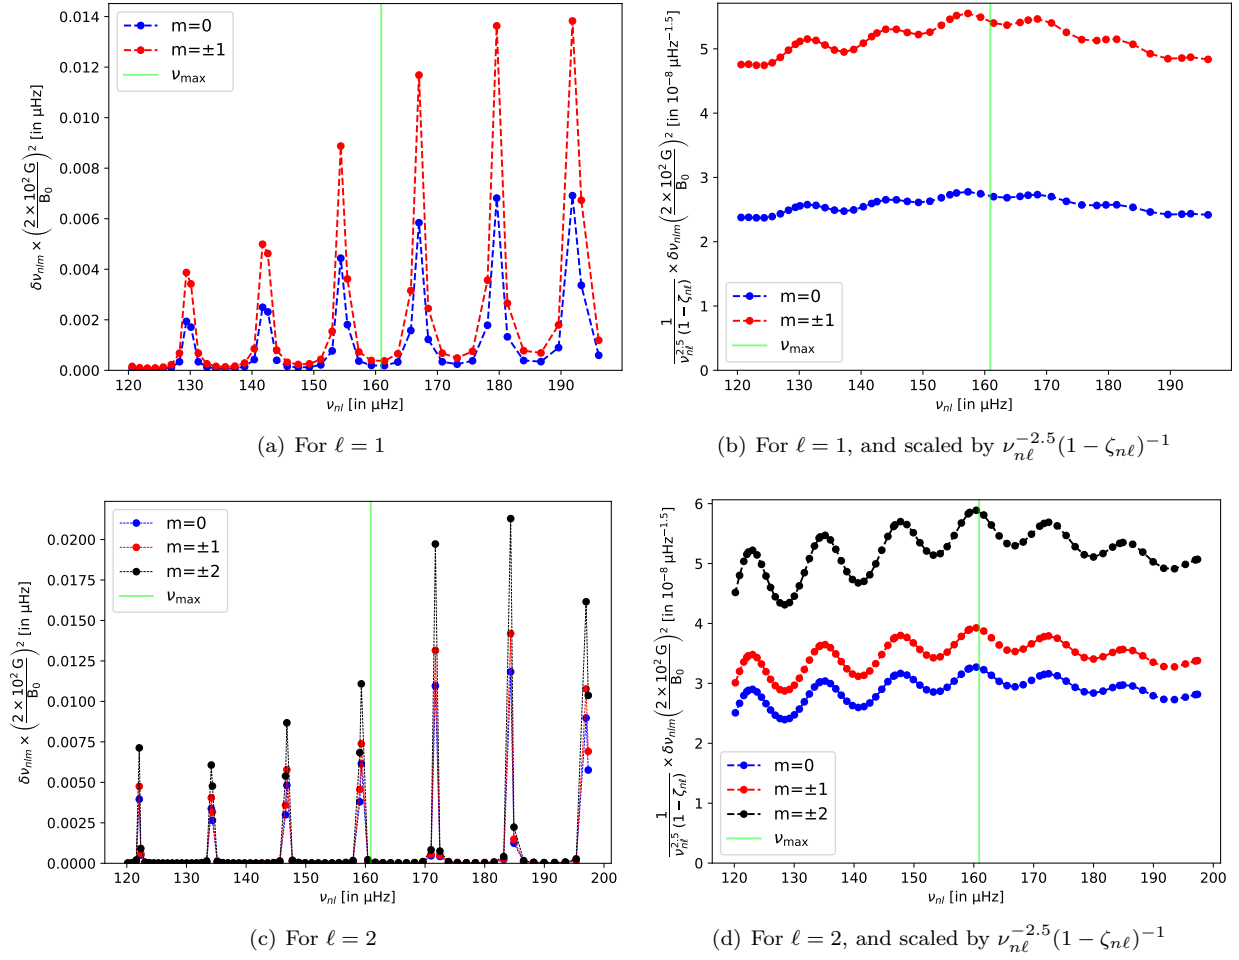 0.014
0.012
0.010
0.008
0.006
0.004
0.002
0.000
δν_nlm × (2 × 10² G / B₀)² [in μHz]
m=0
m=±1
ν_max
120 130 140 150 160 170 180 190
ν_nl [in μHz]
(a) For ℓ = 1
5
4
3
2
1
0
1 / ν_nℓ^2.5 (1 − ζ_nℓ) × δν_nlm (2 × 10² G / B₀)² [in 10⁻⁸ μHz⁻¹·⁵]
m=0
m=±1
ν_max
120 130 140 150 160 170 180 190
ν_nl [in μHz]
(b) For ℓ = 1, and scaled by ν_nℓ^−2.5 (1 − ζ_nℓ)^−1
0.0200
0.0175
0.0150
0.0125
0.0100
0.0075
0.0050
0.0025
0.0000
δν_nlm × (2 × 10² G / B₀)² [in μHz]
m=0
m=±1
m=±2
ν_max
120 130 140 150 160 170 180 190 200
ν_nl [in μHz]
(c) For ℓ = 2
6
5
4
3
2
1
0
1 / ν_nℓ^2.5 (1 − ζ_nℓ) × δν_nlm (2 × 10² G / B₀)² [in 10⁻⁸ μHz⁻¹·⁵]
m=0
m=±1
m=±2
ν_max
120 130 140 150 160 170 180 190 200
ν_nl [in μHz]
(d) For ℓ = 2, and scaled by ν_nℓ^−2.5 (1 − ζ_nℓ)^−1